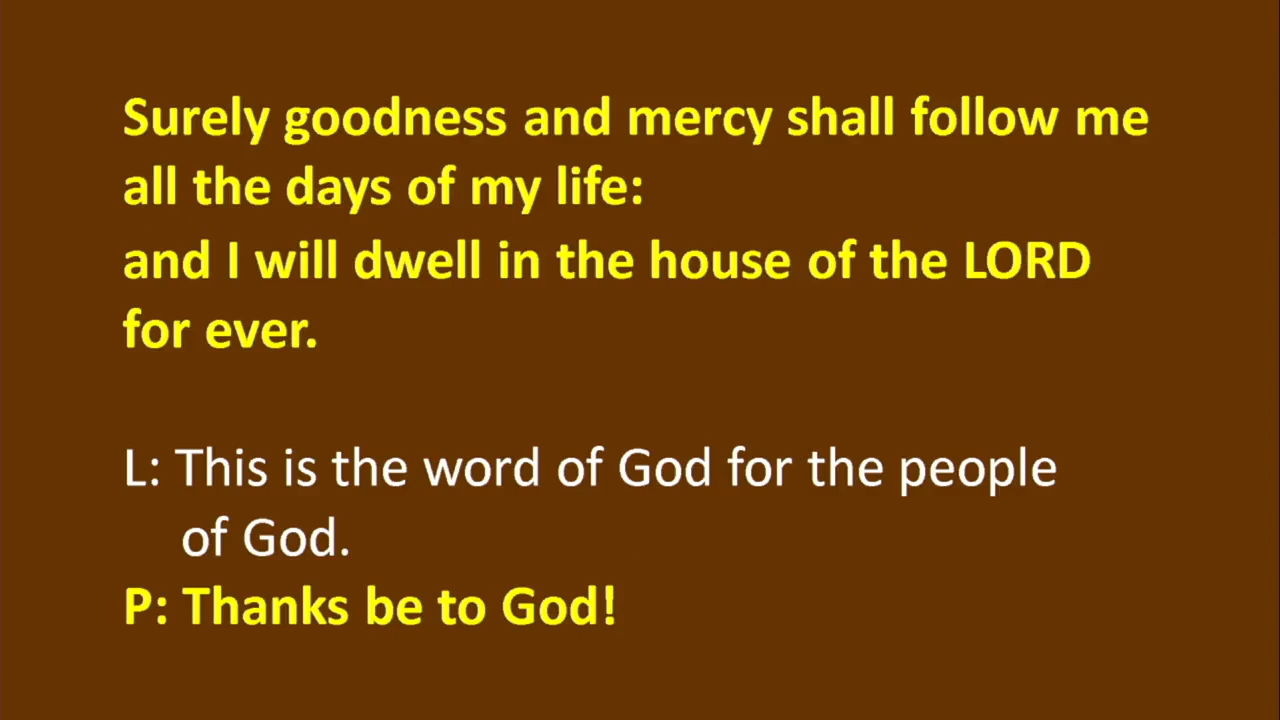 Surely goodness and mercy shall follow me
all the days of my life:
and I will dwell in the house of the LORD
for ever.
L: This is the word of God for the people
of God.
P: Thanks be to God!